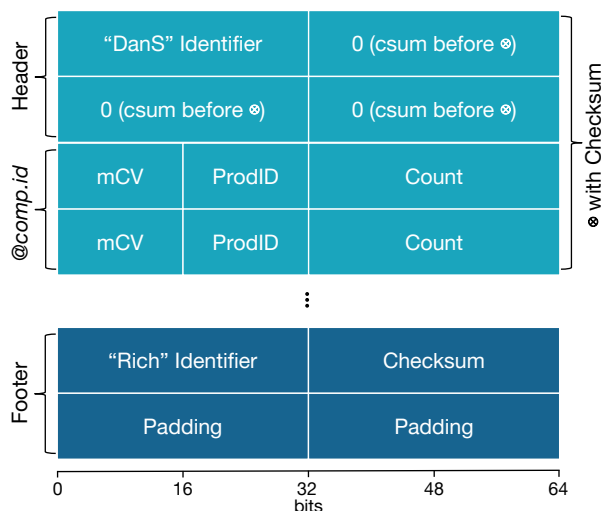 Header
“DanS” Identifier
0 (csum before ⊗)
0 (csum before ⊗)
0 (csum before ⊗)
@comp.id
mCV
ProdID
Count
mCV
ProdID
Count
⊗ with Checksum
⋮
Footer
“Rich” Identifier
Checksum
Padding
Padding
0
16
32
48
64
bits